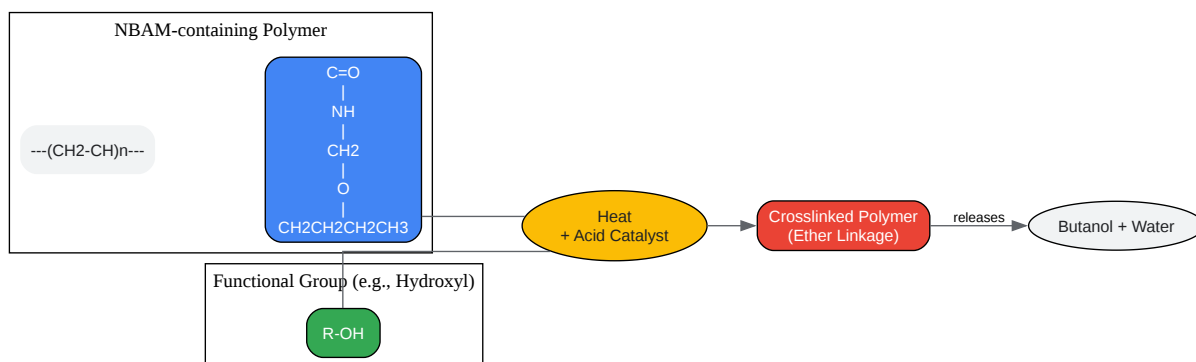 NBAM-containing Polymer
---(CH2-CH)n---
C=O
|
NH
|
CH2
|
O
|
CH2CH2CH2CH3
Functional Group (e.g., Hydroxyl)
R-OH
Heat
+ Acid Catalyst
Crosslinked Polymer
(Ether Linkage)
releases
Butanol + Water